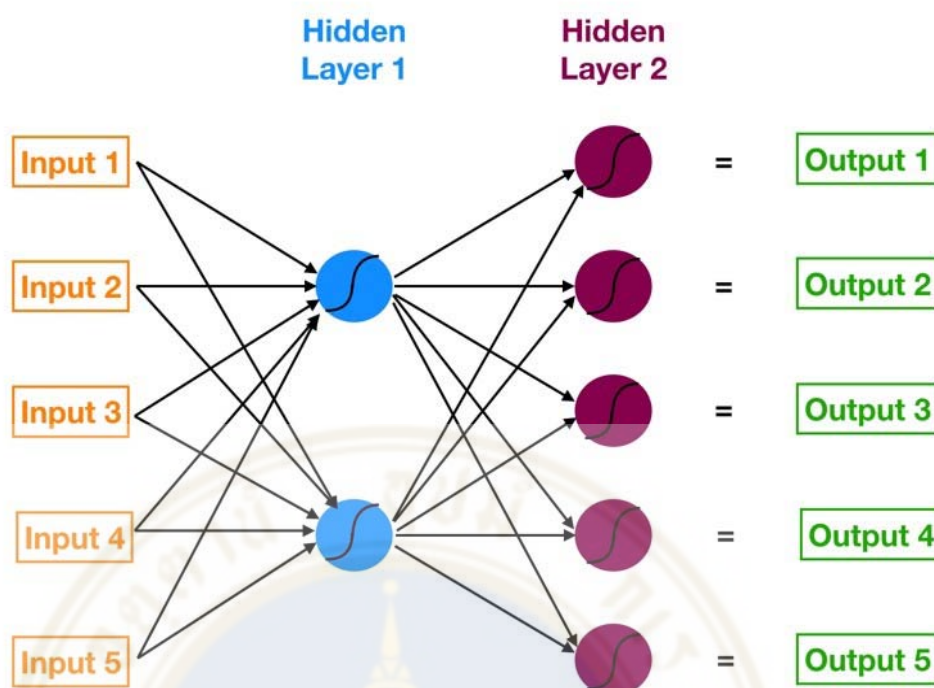 Hidden
Layer 1
Hidden
Layer 2
Input 1
=
Output 1
Input 2
=
Output 2
Input 3
=
Output 3
Input 4
=
Output 4
Input 5
=
Output 5